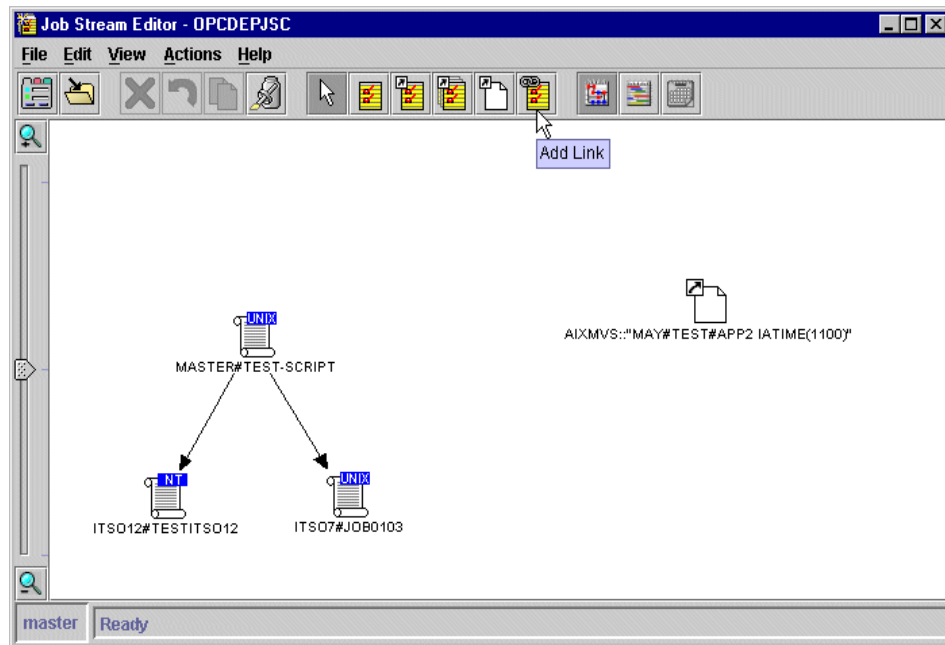 Job Stream Editor - OPCDEPJSC
File Edit View Actions Help
Add Link
UNIX
MASTER#TEST-SCRIPT
AIXMVS::"MAY#TEST#APP2 IATIME(1100)"
NT
ITSO12#TESTITSO12
UNIX
ITSO7#JOB0103
master Ready